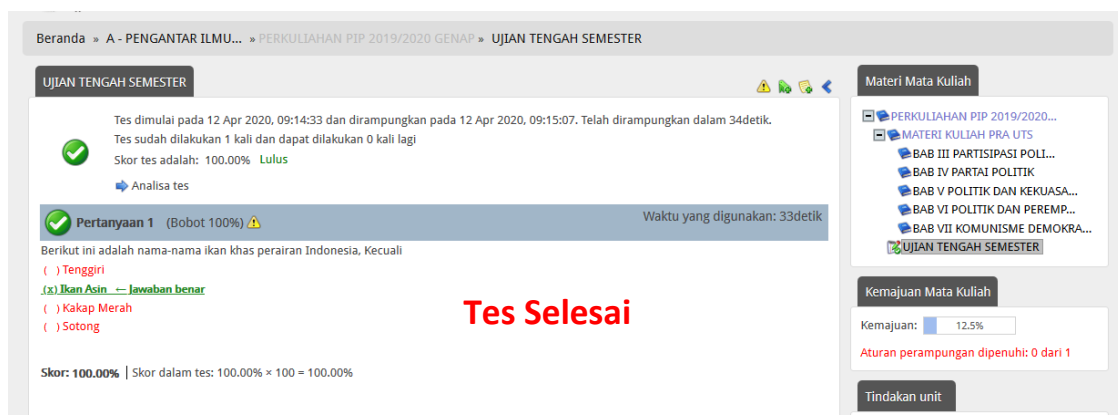 Beranda » A - PENGANTAR ILMU... » PERKULIAHAN PIP 2019/2020 GENAP » UJIAN TENGAH SEMESTER
UJIAN TENGAH SEMESTER
Tes dimulai pada 12 Apr 2020, 09:14:33 dan dirampungkan pada 12 Apr 2020, 09:15:07. Telah dirampungkan dalam 34detik.
Tes sudah dilakukan 1 kali dan dapat dilakukan 0 kali lagi
Skor tes adalah: 100.00% Lulus
Analisa tes
Pertanyaan 1 (Bobot 100%)
Waktu yang digunakan: 33detik
Berikut ini adalah nama-nama ikan khas perairan Indonesia, Kecuali
( ) Tenggiri
(x) Ikan Asin ← Jawaban benar
( ) Kakap Merah
( ) Sotong
Tes Selesai
Skor: 100.00% | Skor dalam tes: 100.00% × 100 = 100.00%
Materi Mata Kuliah
PERKULIAHAN PIP 2019/2020...
MATERI KULIAH PRA UTS
BAB III PARTISIPASI POLI...
BAB IV PARTAI POLITIK
BAB V POLITIK DAN KEKUASA...
BAB VI POLITIK DAN PEREMP...
BAB VII KOMUNISME DEMOKRA...
UJIAN TENGAH SEMESTER
Kemajuan Mata Kuliah
Kemajuan: 12.5%
Aturan perampungan dipenuhi: 0 dari 1
Tindakan unit